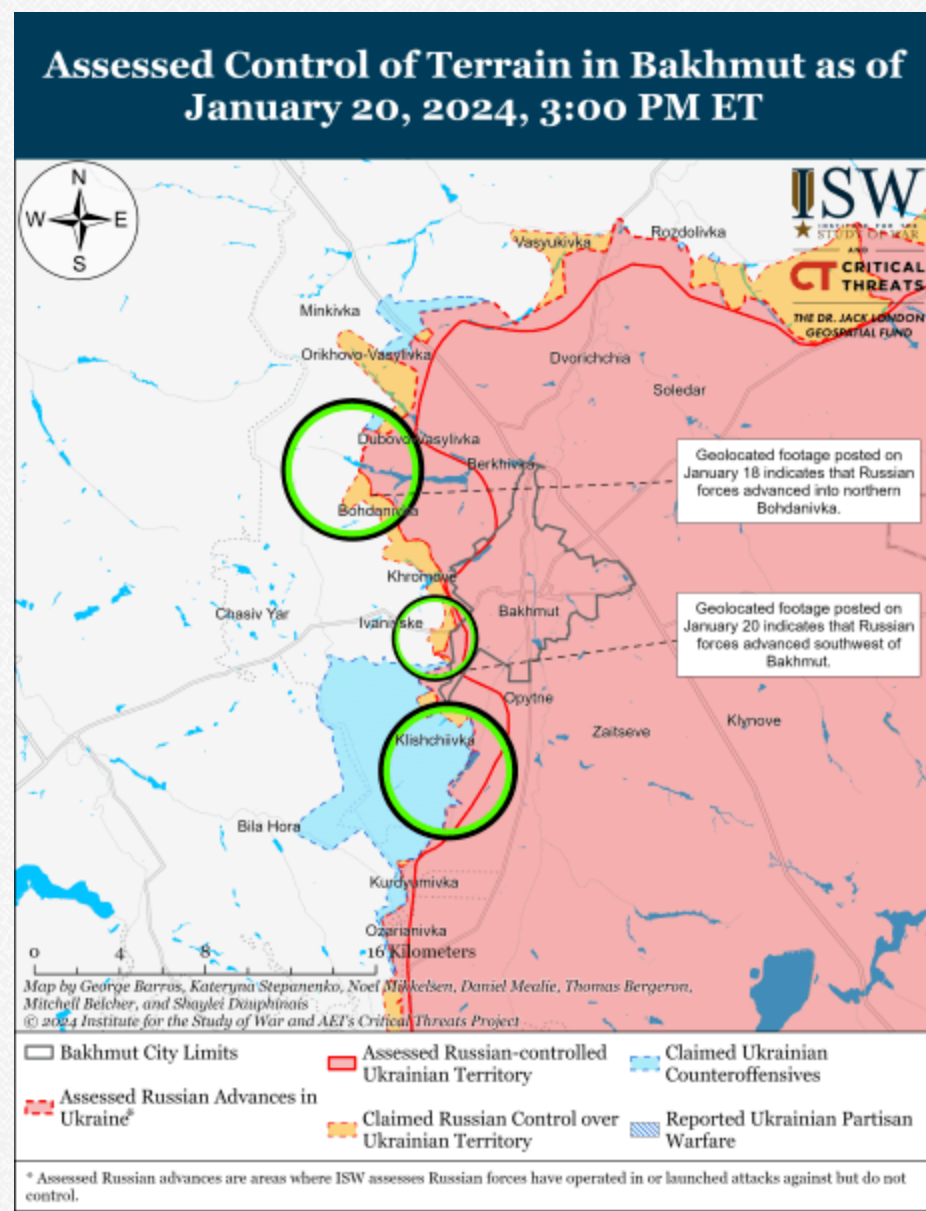 Assessed Control of Terrain in Bakhmut as of
January 20, 2024, 3:00 PM ET
N
W E
S
ISW
INSTITUTE FOR THE
STUDY OF WAR
AND
CT CRITICAL
THREATS
THE DR. JACK LONDON
GEOSPATIAL FUND
Vasyukivka
Rozdolivka
Minkivka
Orikhovo-Vasylivka
Dvorichchia
Soledar
Dubovo-Vasylivka
Berkhivka
Geolocated footage posted on
January 18 indicates that Russian
forces advanced into northern
Bohdanivka.
Bohdanivka
Khromove
Chasiv Yar
Ivanivske
Bakhmut
Geolocated footage posted on
January 20 indicates that Russian
forces advanced southwest of
Bakhmut.
Opytne
Klishchiivka
Zaitseve
Klynove
Bila Hora
Kurdyumivka
Ozarianivka
0 4 8 16 Kilometers
Map by George Barros, Kateryna Stepanenko, Noel Mikkelsen, Daniel Mealie, Thomas Bergeron,
Mitchell Belcher, and Shaylei Dauphinais
© 2024 Institute for the Study of War and AEI's Critical Threats Project
Bakhmut City Limits
Assessed Russian Advances in
Ukraine*
Assessed Russian-controlled
Ukrainian Territory
Claimed Russian Control over
Ukrainian Territory
Claimed Ukrainian
Counteroffensives
Reported Ukrainian Partisan
Warfare
* Assessed Russian advances are areas where ISW assesses Russian forces have operated in or launched attacks against but do not
control.